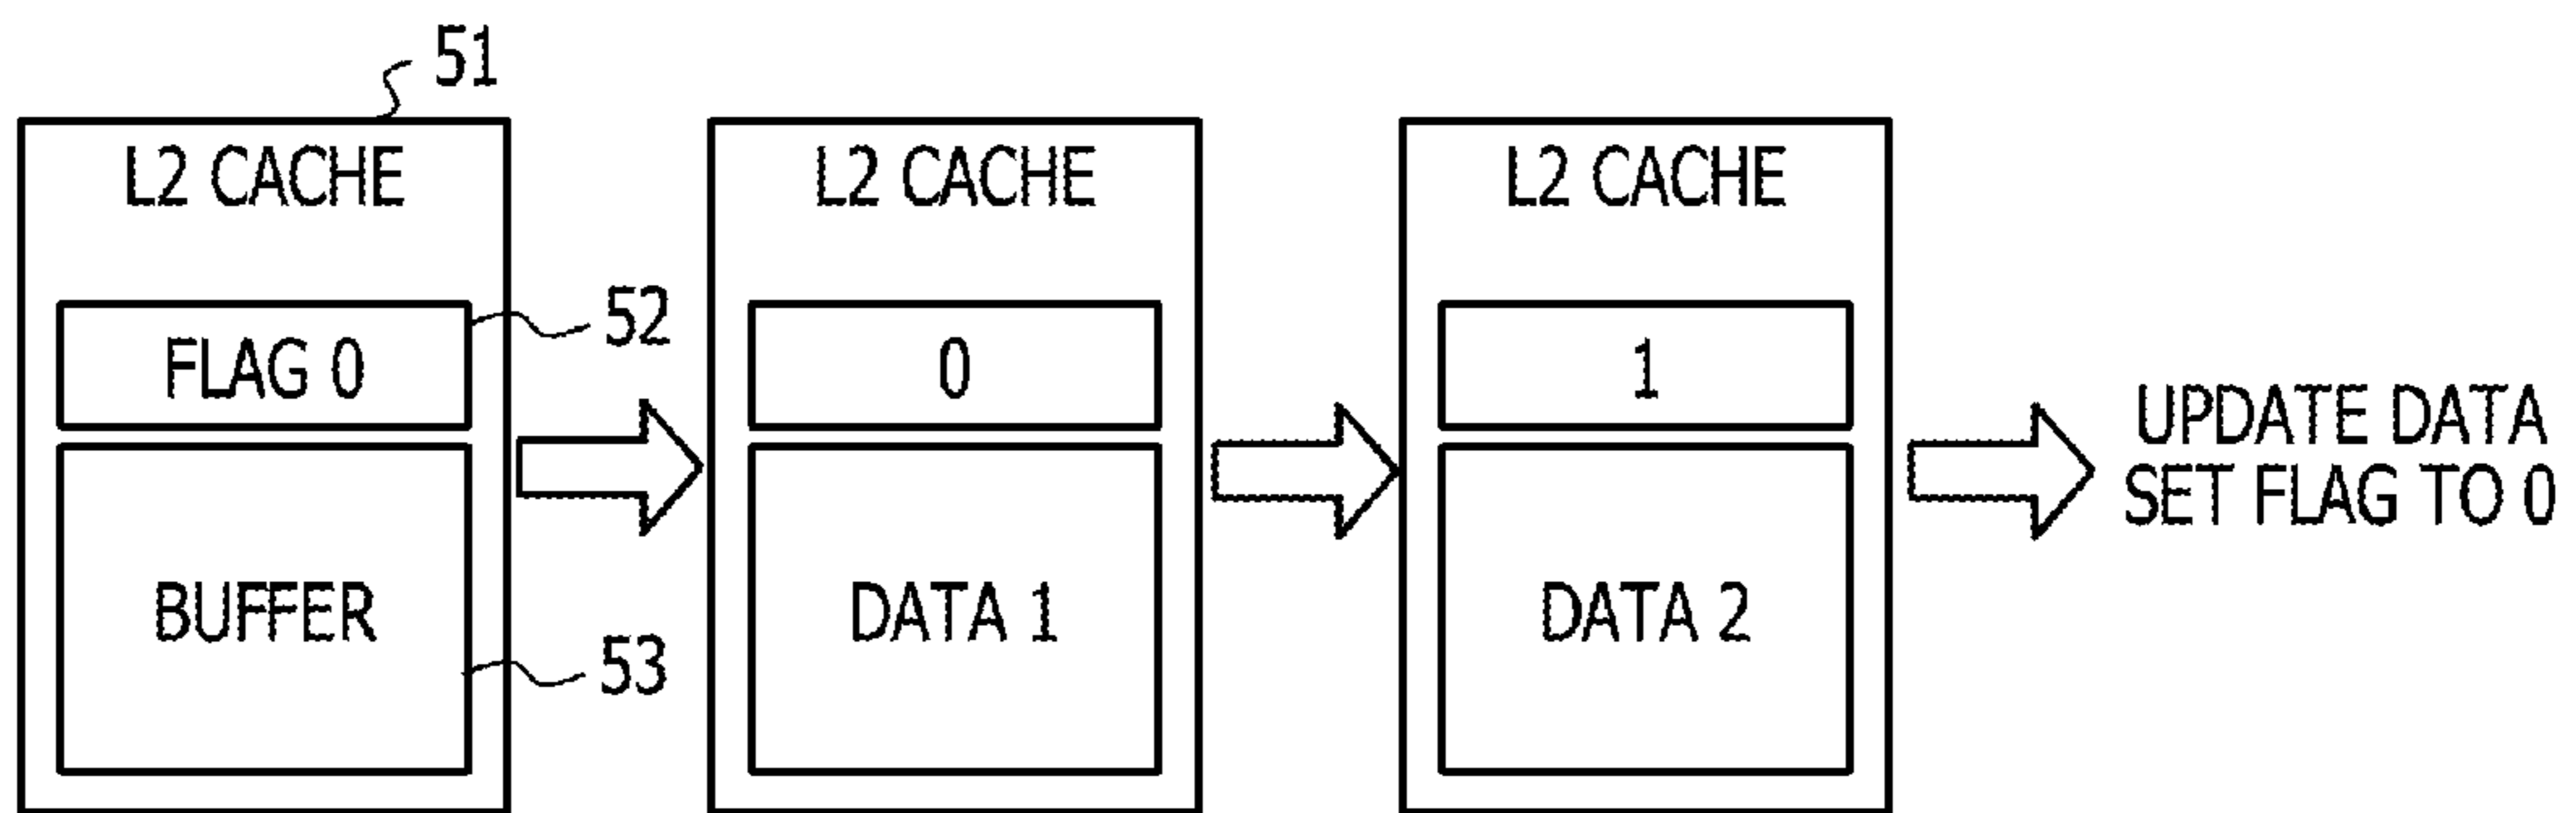 51
L2 CACHE
FLAG 0
52
BUFFER
53
L2 CACHE
0
DATA 1
L2 CACHE
1
DATA 2
UPDATE DATA
SET FLAG TO 0